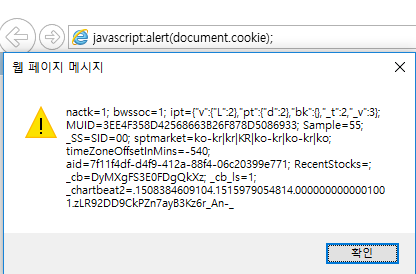 javascript:alert(document.cookie);
웹 페이지 메시지
nactk=1; bwssoc=1; ipt={"v":{"L":2},"pt":{"d":2},"bk":{},"_t":2,"_v":3};
MUID=3EE4F358D42568663B26F878D5086933; Sample=55;
_SS=SID=00; sptmarket=ko-kr|kr|KR|ko-kr|ko-kr|ko;
timeZoneOffsetInMins=-540;
aid=7f11f4df-d4f9-412a-88f4-06c20399e771; RecentStocks=;
_cb=DyMXgFS3E0FDgQkXz; _cb_ls=1;
_chartbeat2=.1508384609104.1515979054814.000000000000100
1.zLR92DD9CkPZn7ayB3Kz6r_An-_
확인